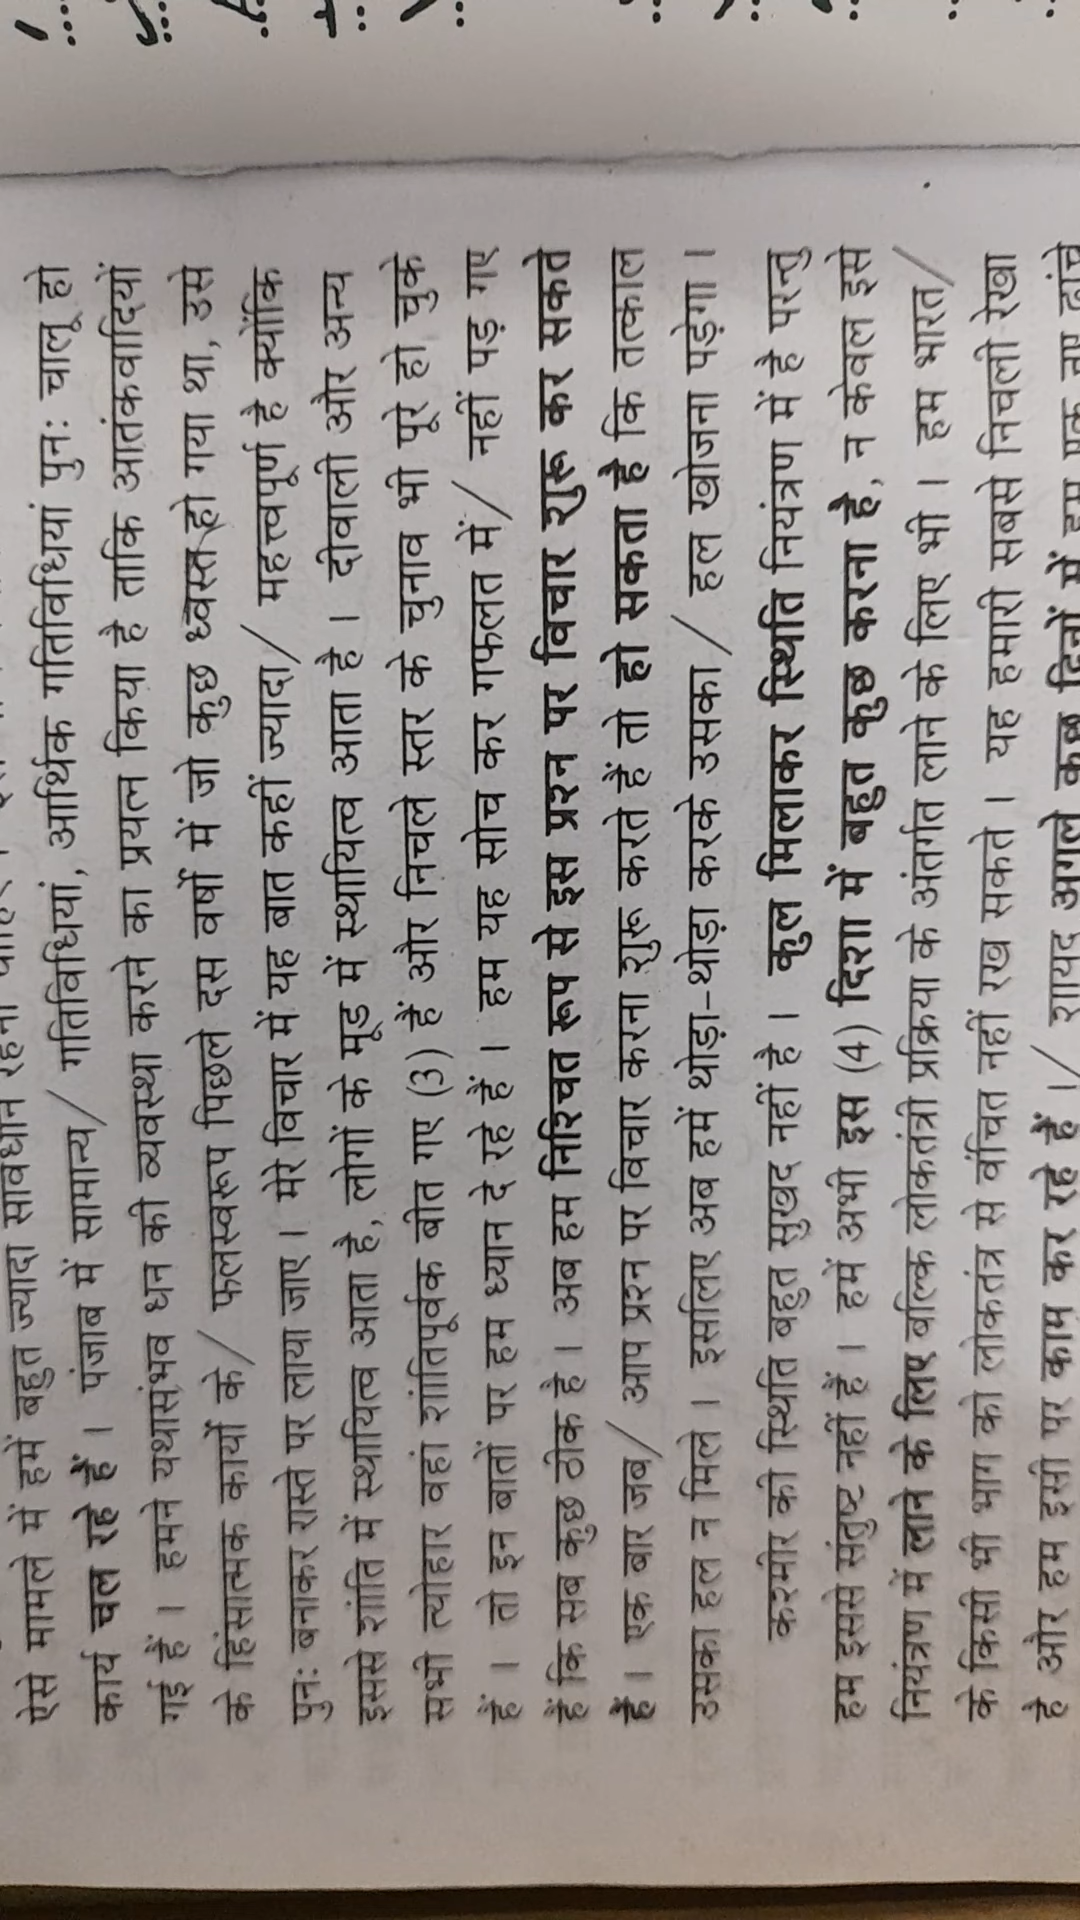 ऐसे मामले में हमें बहुत ज्यादा सावधान रहना
कार्य चल रहे हैं । पंजाब में सामान्य/ गतिविधियां, आर्थिक गतिविधियां पुन: चालू हो
गई हैं । हमने यथासंभव धन की व्यवस्था करने का प्रयत्न किया है ताकि आतंकवादियों
के हिंसात्मक कार्यों के/ फलस्वरूप पिछले दस वर्षों में जो कुछ ध्वस्त हो गया था, उसे
पुन: बनाकर रास्ते पर लाया जाए । मेरे विचार में यह बात कहीं ज्यादा/ महत्त्वपूर्ण है क्योंकि
इससे शांति में स्थायित्व आता है, लोगों के मूड में स्थायित्व आता है । दीवाली और अन्य
सभी त्योहार वहां शांतिपूर्वक बीत गए (3) हैं और निचले स्तर के चुनाव भी पूरे हो चुके
हैं । तो इन बातों पर हम ध्यान दे रहे हैं । हम यह सोच कर गफलत में/ नहीं पड़ गए
हैं कि सब कुछ ठीक है । अब हम निश्चित रूप से इस प्रश्न पर विचार शुरू कर सकते
हैं । एक बार जब/ आप प्रश्न पर विचार करना शुरू करते हैं तो हो सकता है कि तत्काल
उसका हल न मिले । इसलिए अब हमें थोड़ा-थोड़ा करके उसका/ हल खोजना पड़ेगा ।
कश्मीर की स्थिति बहुत सुखद नहीं है । कुल मिलाकर स्थिति नियंत्रण में है परन्तु
हम इससे संतुष्ट नहीं हैं । हमें अभी इस (4) दिशा में बहुत कुछ करना है, न केवल इसे
नियंत्रण में लाने के लिए बल्कि लोकतंत्री प्रक्रिया के अंतर्गत लाने के लिए भी । हम भारत/
के किसी भी भाग को लोकतंत्र से वंचित नहीं रख सकते । यह हमारी सबसे निचली रेखा
है और हम इसी पर काम कर रहे हैं ।/ शायद अगले कुछ दिनों में हम एक नए ढांचे